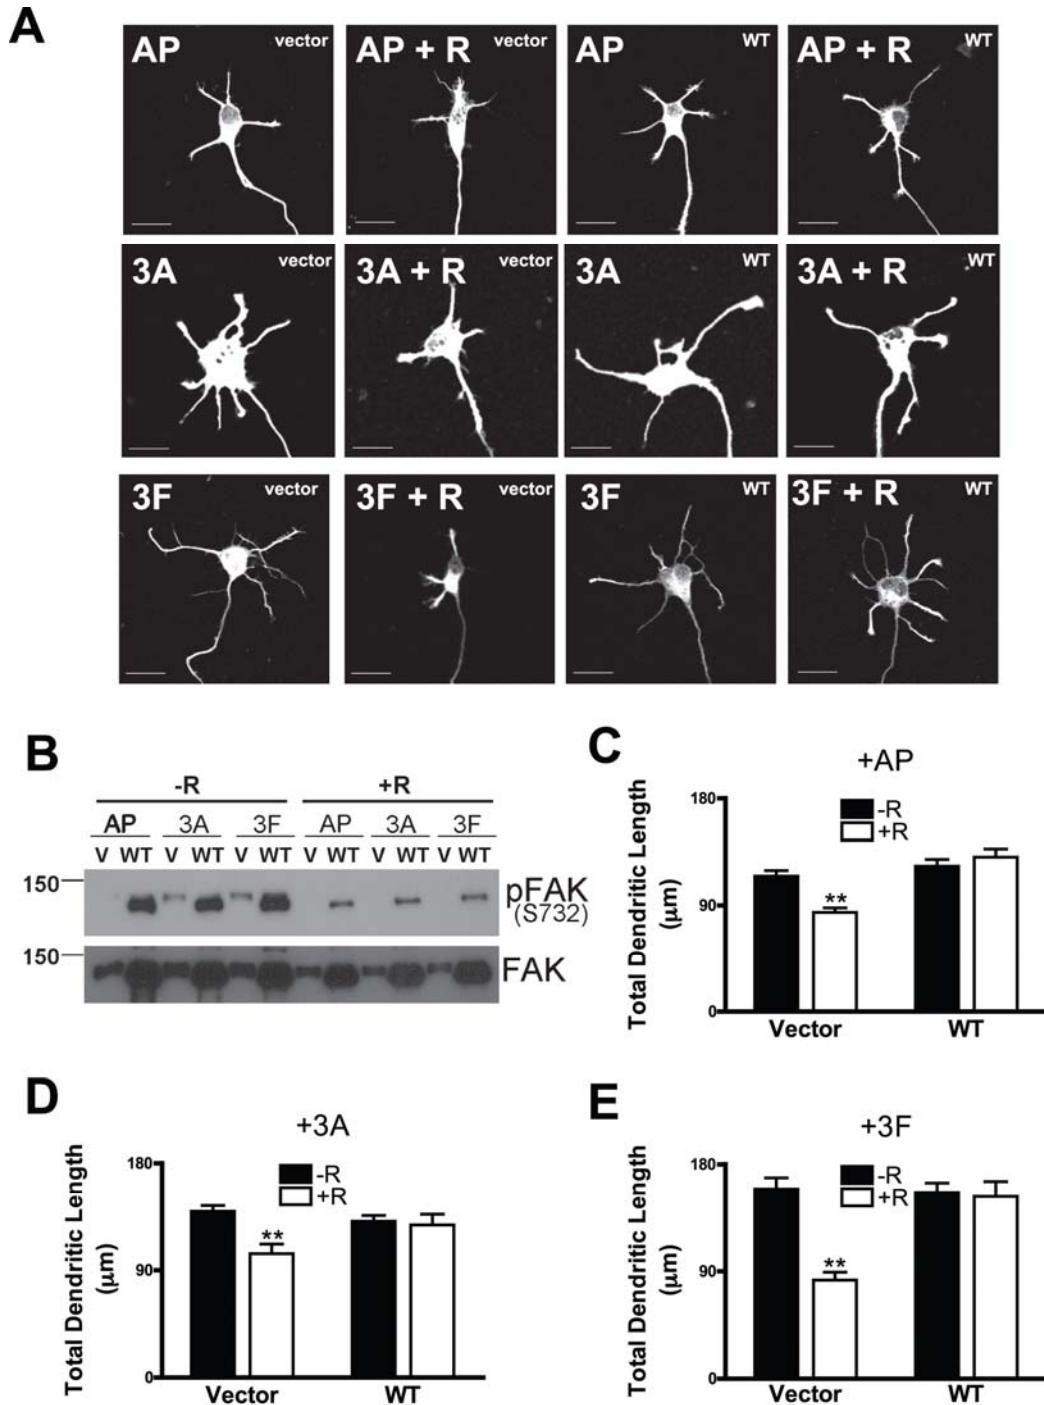 A
AP vector AP + R vector AP WT AP + R WT
3A vector 3A + R vector 3A WT 3A + R WT
3F vector 3F + R vector 3F WT 3F + R WT
B
-R +R
AP 3A 3F AP 3A 3F
V WT V WT V WT V WT V WT V WT
150
pFAK
(S732)
150
FAK
C
+AP
Total Dendritic Length
(μm)
180
90
0
-R
+R
**
Vector WT
D
+3A
Total Dendritic Length
(μm)
180
90
0
-R
+R
**
Vector WT
E
+3F
Total Dendritic Length
(μm)
180
90
0
-R
+R
**
Vector WT